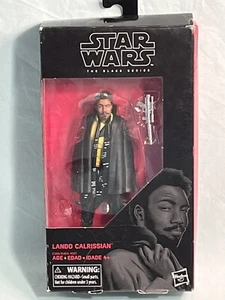 STAR
WARS
THE BLACK SERIES
LANDO CALRISSIAN
AGE • EDAD • IDADE 4+
WARNING:
CHOKING HAZARD - Small parts.
Not for children under 3 years.
Hasbro